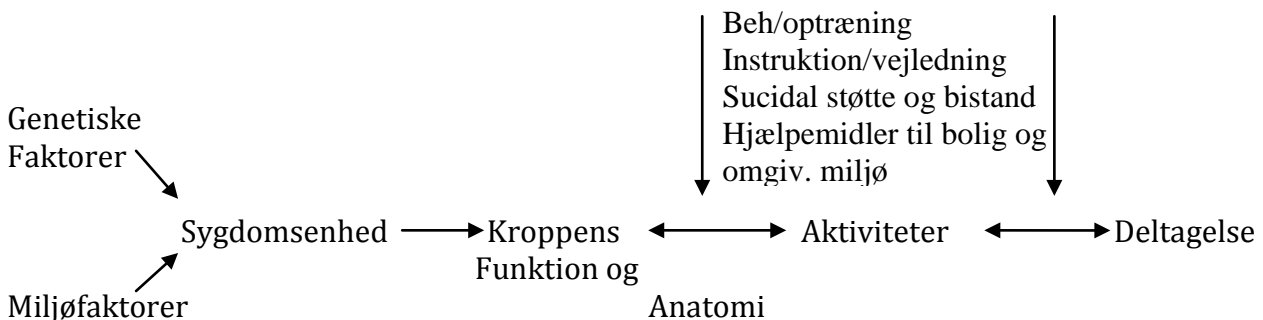 Beh/optræning
Instruktion/vejledning
Sucidal støtte og bistand
Hjælpemidler til bolig og
omgiv. miljø
Genetiske
Faktorer
Sygdomsenhed
Kroppens
Funktion og
Anatomi
Aktiviteter
Deltagelse
Miljøfaktorer